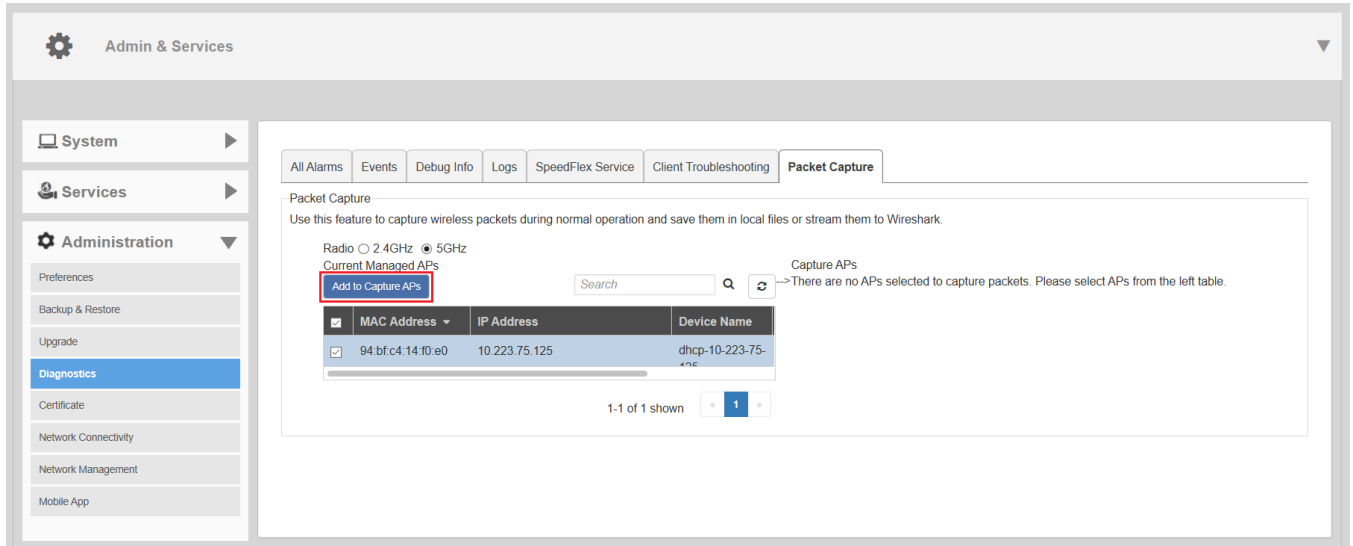 Admin & Services
System
Services
Administration
Preferences
Backup & Restore
Upgrade
Diagnostics
Certificate
Network Connectivity
Network Management
Mobile App
All Alarms Events Debug Info Logs SpeedFlex Service Client Troubleshooting Packet Capture
Packet Capture
Use this feature to capture wireless packets during normal operation and save them in local files or stream them to Wireshark.
Radio 2.4GHz 5GHz
Current Managed APs
Add to Capture APs
Search
MAC Address IP Address Device Name
94:bf:c4:14:f0:e0 10.223.75.125 dhcp-10-223-75-
125
1-1 of 1 shown « 1 »
Capture APs
-->There are no APs selected to capture packets. Please select APs from the left table.